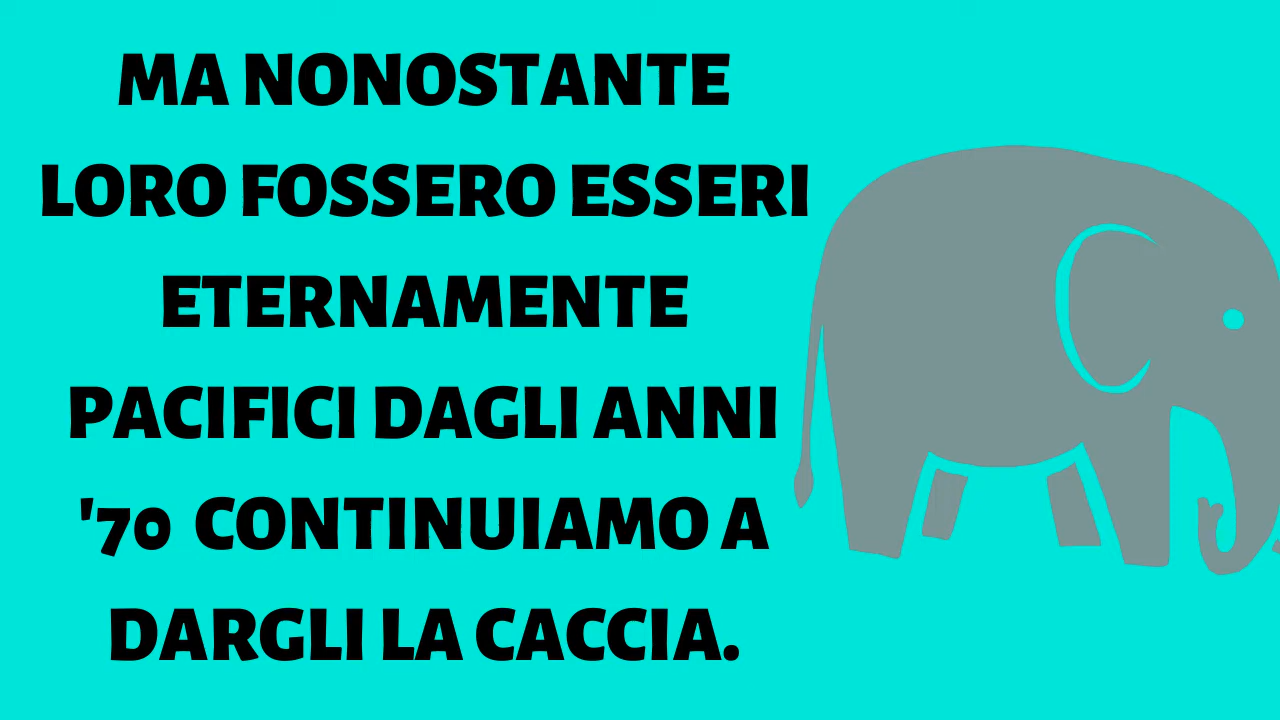 MA NONOSTANTE
LORO FOSSERO ESSERI
ETERNAMENTE
PACIFICI DAGLI ANNI
'70 CONTINUIAMO A
DARGLI LA CACCIA.